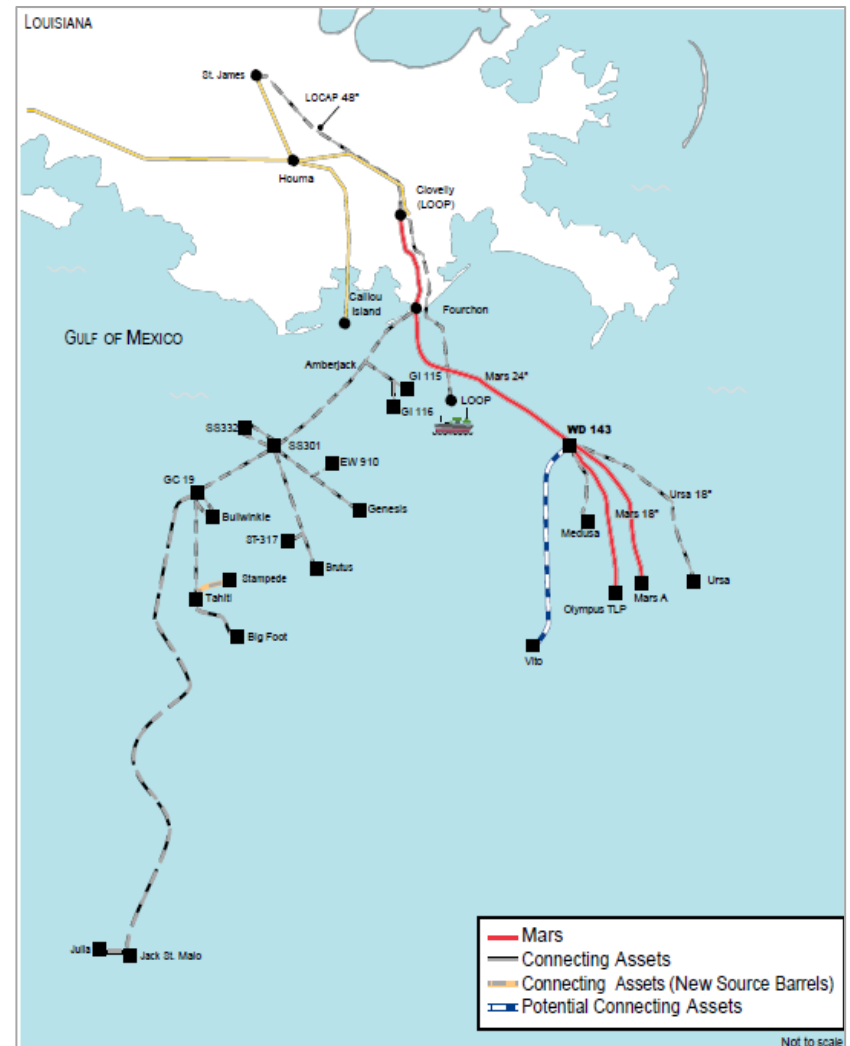 LOUISIANA
St. James
LOCAP 48"
Houma
Clovelly
(LOOP)
Caillou
Island
Fourchon
GULF OF MEXICO
Amberjack
GI 115
GI 116
Mars 24"
LOOP
SS332
SS301
WD 143
EW 910
GC 19
Genesis
Bullwinkle
Ursa 18"
Mars 18"
Medusa
ST-317
Brutus
Stampede
Tahiti
Ursa
Mars A
Olympus TLP
Big Foot
Vito
Julia
Jack St. Malo
Mars
Connecting Assets
Connecting Assets (New Source Barrels)
Potential Connecting Assets
Not to scale